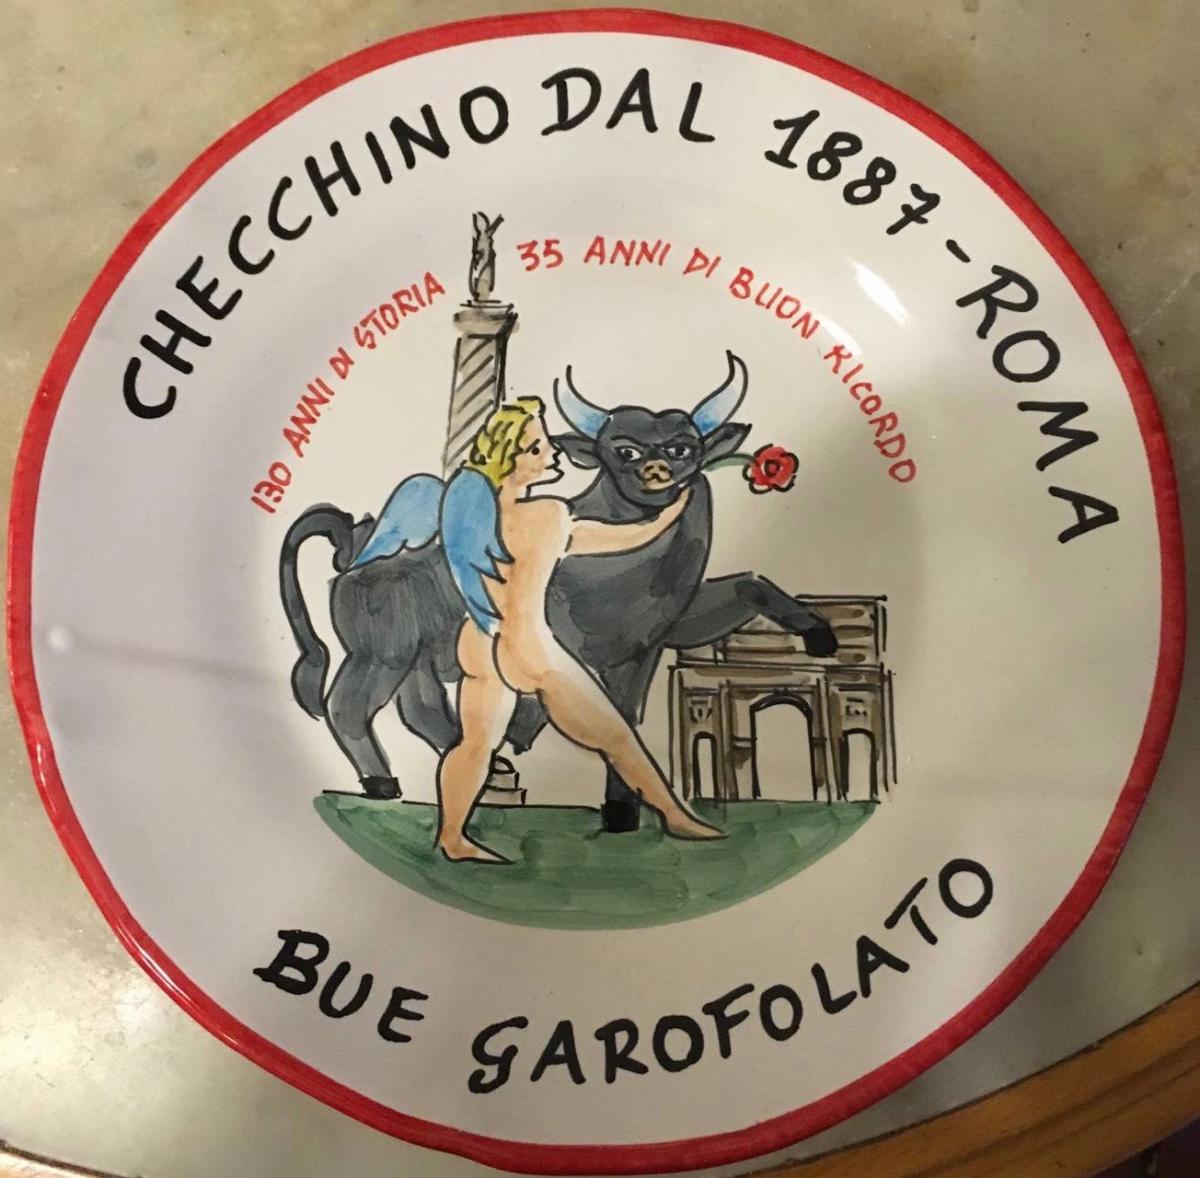 CHECCHINO DAL 1887 - ROMA
130 ANNI DI STORIA 35 ANNI DI BUON RICORDO
BUE GAROFOLATO